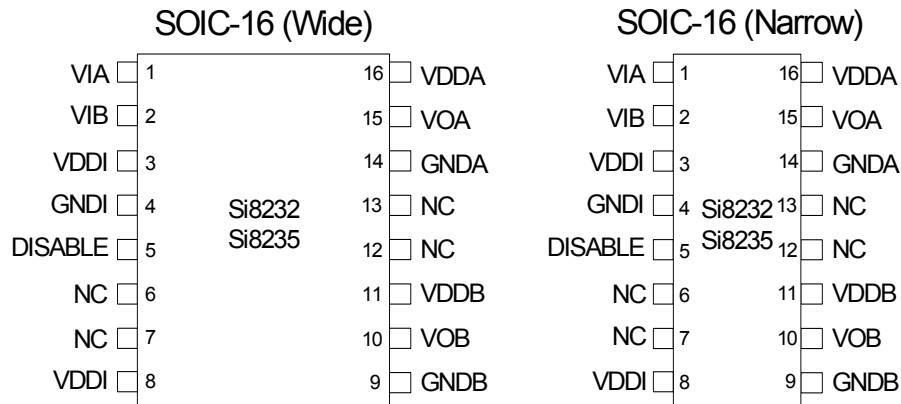 SOIC-16 (Wide)
VIA 1 16 VDDA
VIB 2 15 VOA
VDDI 3 14 GNDA
GNDI 4 Si8232 13 NC
DISABLE 5 Si8235 12 NC
NC 6 11 VDDB
NC 7 10 VOB
VDDI 8 9 GNDB
SOIC-16 (Narrow)
VIA 1 16 VDDA
VIB 2 15 VOA
VDDI 3 14 GNDA
GNDI 4 Si8232 13 NC
DISABLE 5 Si8235 12 NC
NC 6 11 VDDB
NC 7 10 VOB
VDDI 8 9 GNDB